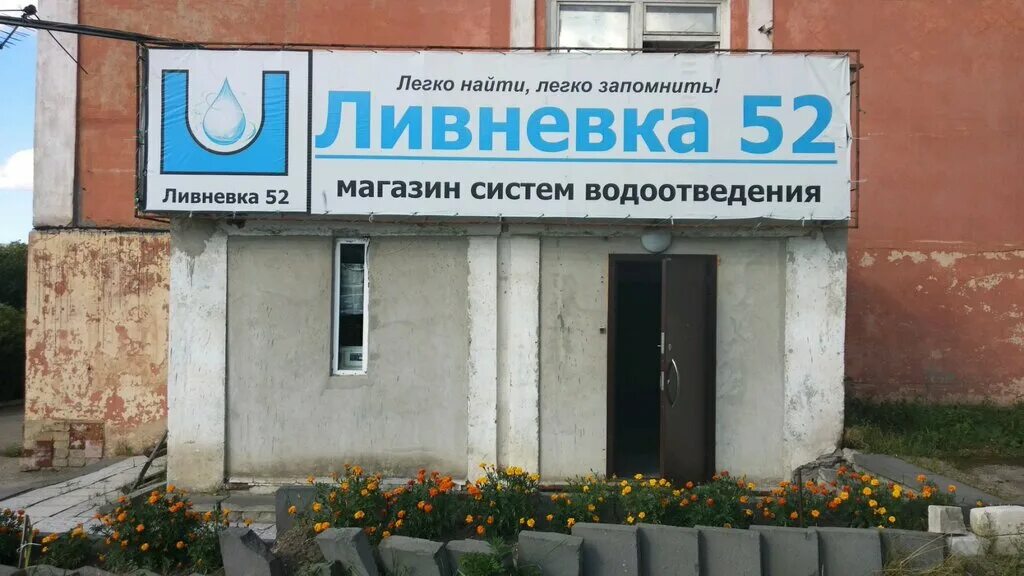 Легко найти, легко запомнить!
Ливневка 52
магазин систем водоотведения
Ливневка 52